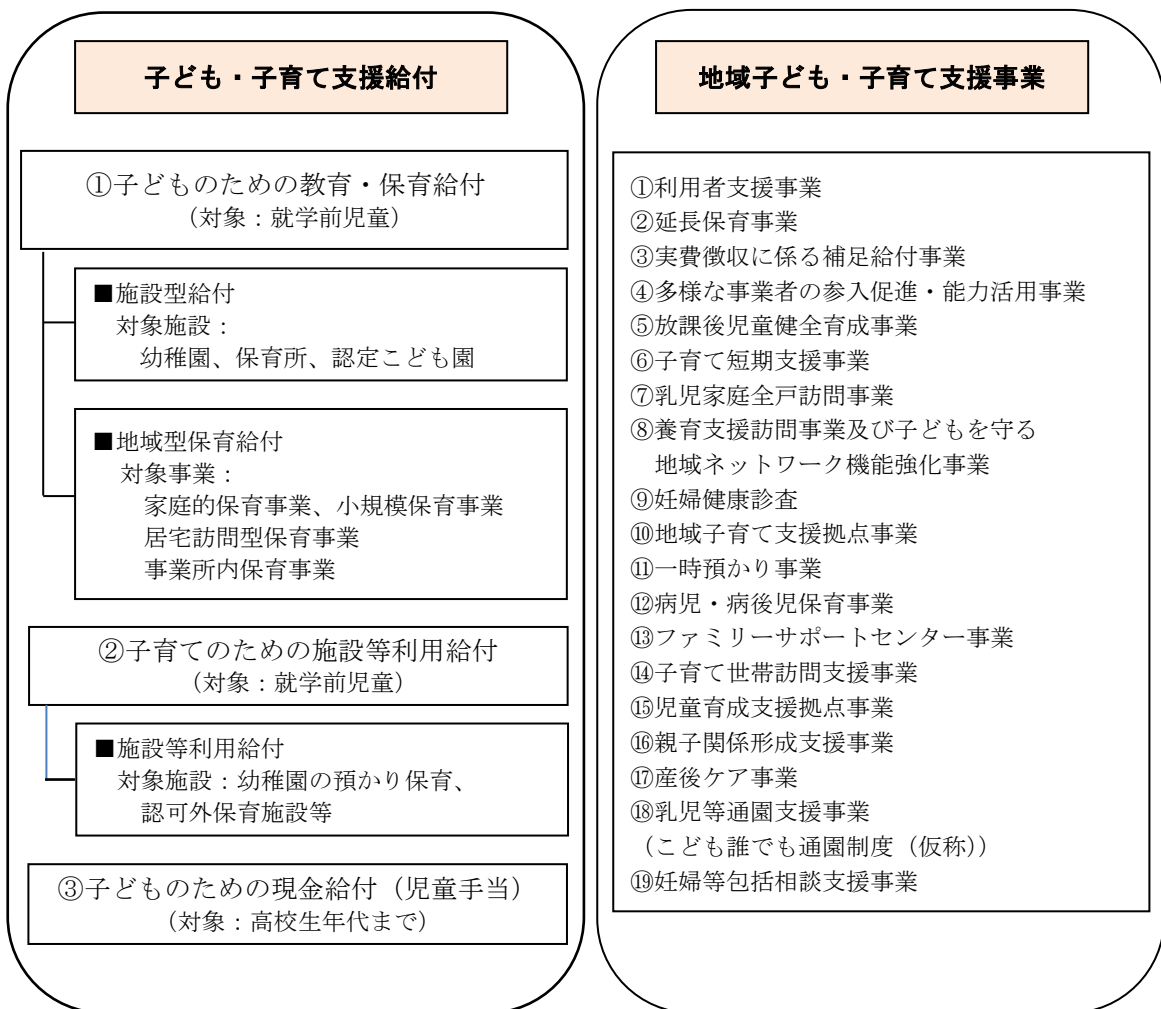 子ども・子育て支援給付
①子どものための教育・保育給付
（対象：就学前児童）
■施設型給付
対象施設：
幼稚園、保育所、認定こども園
■地域型保育給付
対象事業：
家庭的保育事業、小規模保育事業
居宅訪問型保育事業
事業所内保育事業
②子育てのための施設等利用給付
（対象：就学前児童）
■施設等利用給付
対象施設：幼稚園の預かり保育、
認可外保育施設等
③子どものための現金給付（児童手当）
（対象：高校生年代まで）
地域子ども・子育て支援事業
①利用者支援事業
②延長保育事業
③実費徴収に係る補足給付事業
④多様な事業者の参入促進・能力活用事業
⑤放課後児童健全育成事業
⑥子育て短期支援事業
⑦乳児家庭全戸訪問事業
⑧養育支援訪問事業及び子どもを守る
地域ネットワーク機能強化事業
⑨妊婦健康診査
⑩地域子育て支援拠点事業
⑪一時預かり事業
⑫病児・病後児保育事業
⑬ファミリーサポートセンター事業
⑭子育て世帯訪問支援事業
⑮児童育成支援拠点事業
⑯親子関係形成支援事業
⑰産後ケア事業
⑱乳児等通園支援事業
（こども誰でも通園制度（仮称））
⑲妊婦等包括相談支援事業